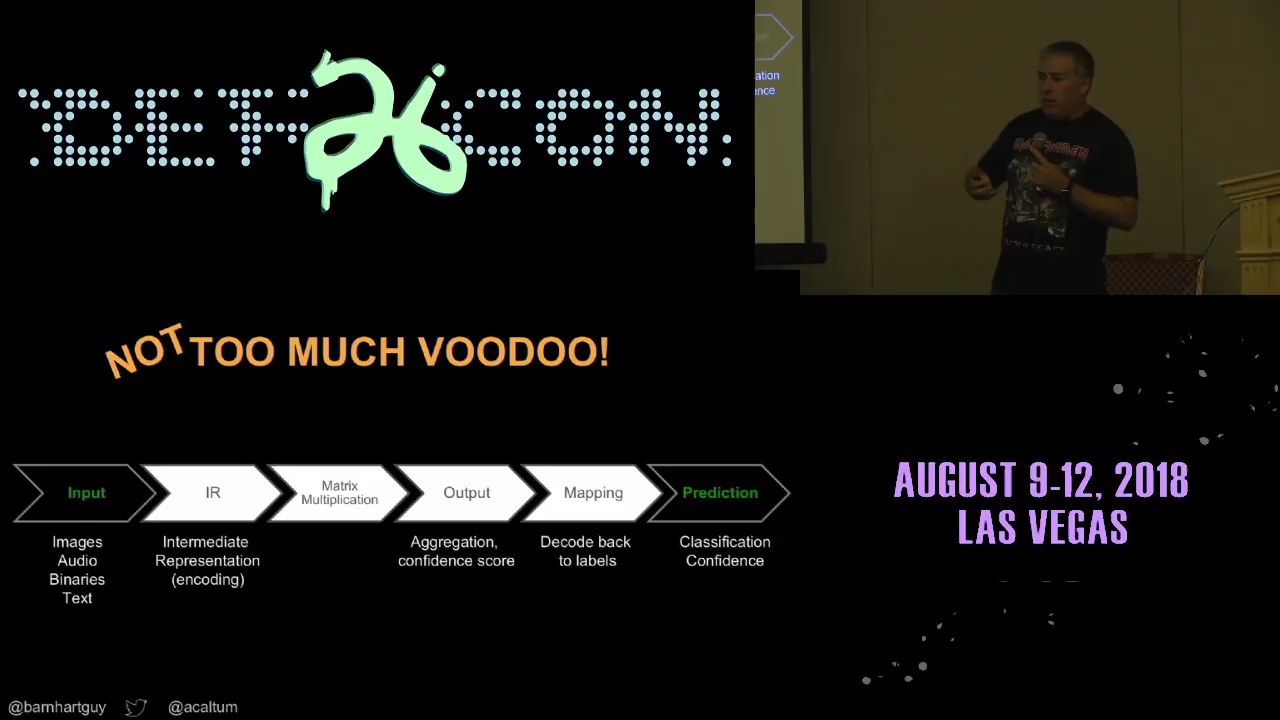 DEF CON
26
NOT TOO MUCH VOODOO!
Input
IR
Matrix
Multiplication
Output
Mapping
Prediction
Images
Audio
Binaries
Text
Intermediate
Representation
(encoding)
Aggregation,
confidence score
Decode back
to labels
Classification
Confidence
@barnhartguy
@acaltum
AUGUST 9-12, 2018
LAS VEGAS
IRON MAIDEN